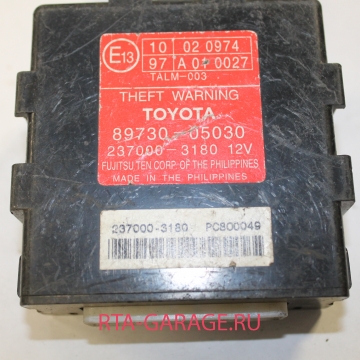 E13 10 02 0974
97 A 00 0027
TALM-003
THEFT WARNING
TOYOTA
89730-05030
237000-3180 12V
FUJITSU TEN CORP. OF THE PHILIPPINES
MADE IN THE PHILIPPINES
237000-3180 PC800049
RTA-GARAGE.RU